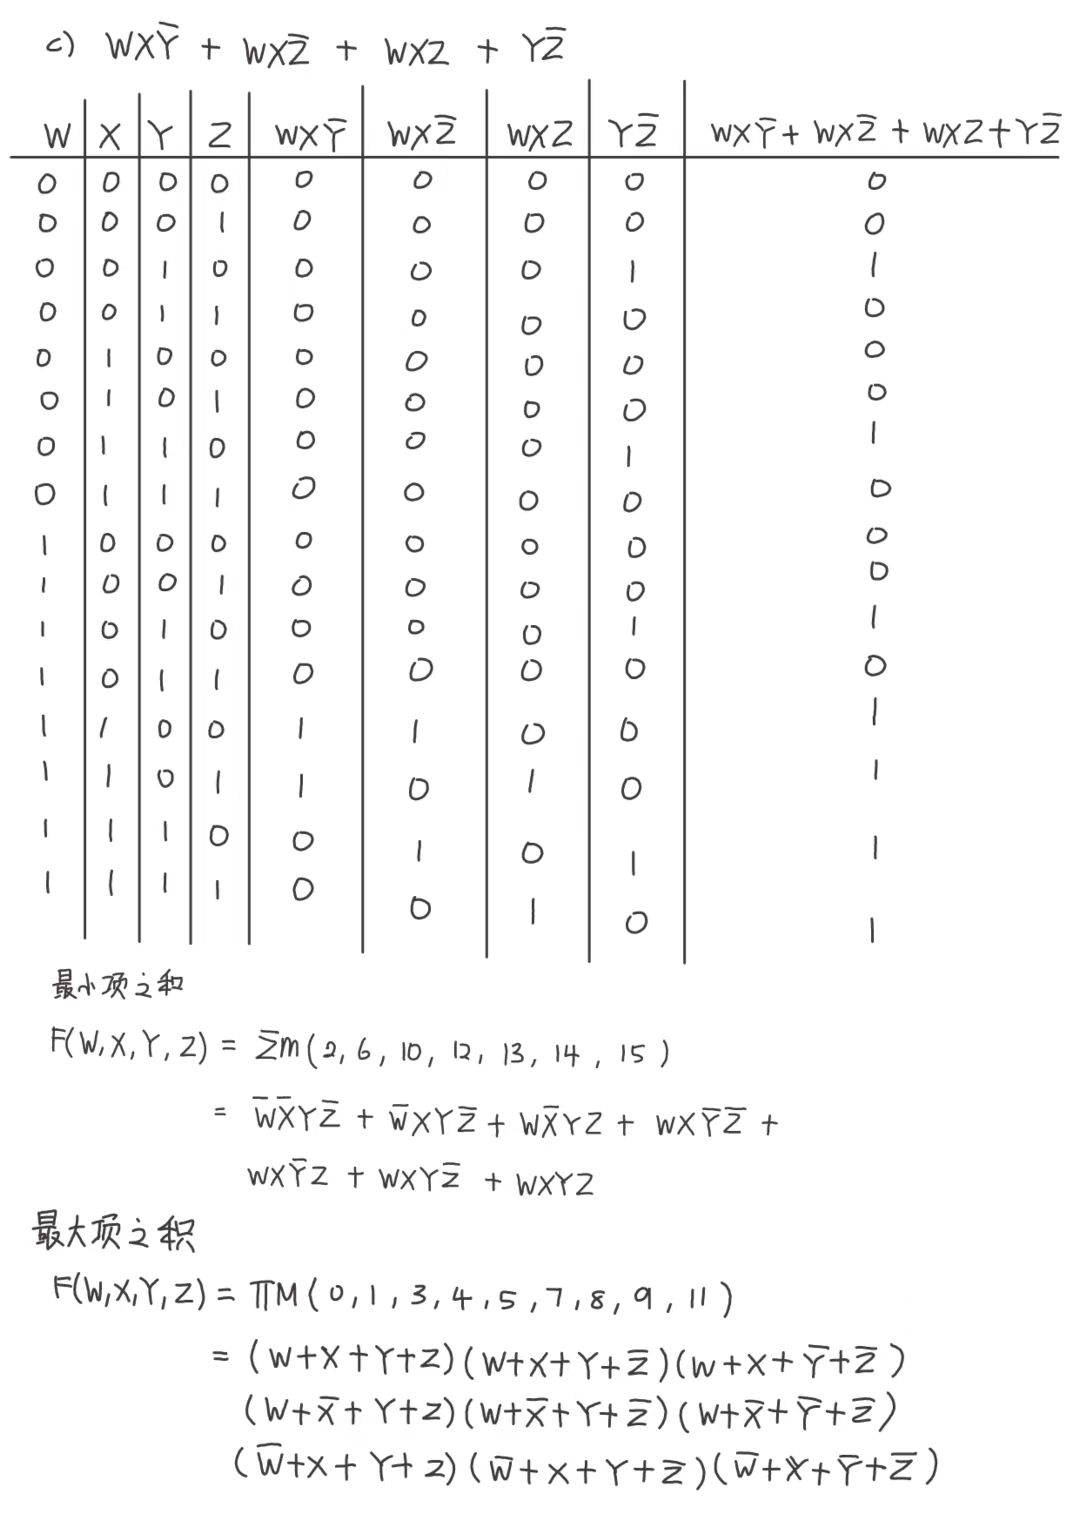 c) WXȲ + WXZ̄ + WXZ + YZ̄
W X Y Z WXȲ WXZ̄ WXZ YZ̄ WXȲ + WXZ̄ + WXZ + YZ̄
0 0 0 0 0 0 0 0 0
0 0 0 1 0 0 0 0 0
0 0 1 0 0 0 0 1 1
0 0 1 1 0 0 0 0 0
0 1 0 0 0 0 0 0 0
0 1 0 1 0 0 0 0 0
0 1 1 0 0 0 0 1 1
0 1 1 1 0 0 0 0 0
1 0 0 0 0 0 0 0 0
1 0 0 1 0 0 0 0 0
1 0 1 0 0 0 0 1 1
1 0 1 1 0 0 0 0 0
1 1 0 0 1 1 0 0 1
1 1 0 1 1 0 1 0 1
1 1 1 0 0 1 0 1 1
1 1 1 1 0 0 1 0 1
最小项之和
F(W,X,Y,Z) = Σm(2,6,10,12,13,14,15)
= W̄X̄YZ̄ + W̄XYZ̄ + WX̄YZ + WXȲZ̄ +
WXȲZ + WXYZ̄ + WXYZ
最大项之积
F(W,X,Y,Z) = ΠM(0,1,3,4,5,7,8,9,11)
= (W+X+Y+Z)(W+X+Y+Z̄)(W+X+Ȳ+Z̄)
(W+X̄+Y+Z)(W+X̄+Y+Z̄)(W+X̄+Ȳ+Z̄)
(W̄+X+Y+Z)(W̄+X+Y+Z̄)(W̄+X+Ȳ+Z̄)